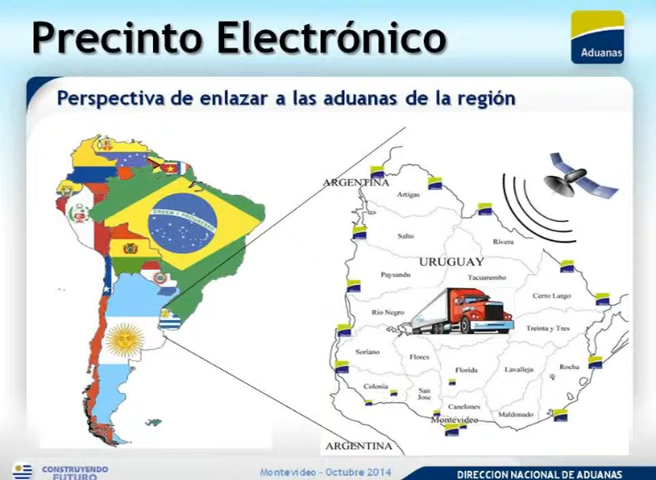 Precinto Electrónico
Aduanas
Perspectiva de enlazar a las aduanas de la región
ARGENTINA
Artigas
Salto
Rivera
URUGUAY
Paysandu
Tacuarembo
Cerro Largo
Rio Negro
Treinta y Tres
Soriano
Flores
Florida
Lavalleja
Rocha
Colonia
San
Jose
Canelones
Maldonado
Montevideo
ARGENTINA
CONSTRUYENDO
FUTURO
Montevideo - Octubre 2014
DIRECCION NACIONAL DE ADUANAS